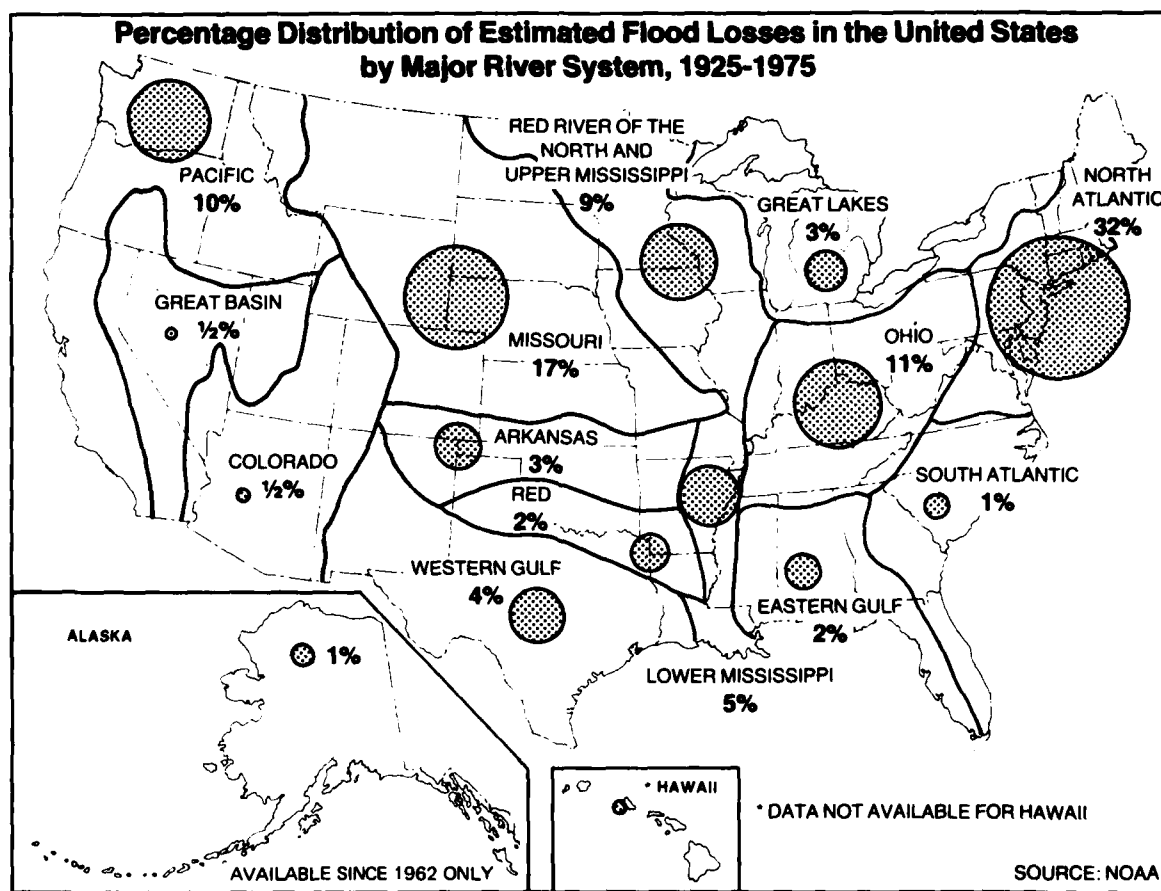 Percentage Distribution of Estimated Flood Losses in the United States
by Major River System, 1925-1975
PACIFIC
10%
RED RIVER OF THE
NORTH AND
UPPER MISSISSIPPI
9%
GREAT LAKES
3%
NORTH
ATLANTIC
32%
GREAT BASIN
½%
MISSOURI
17%
OHIO
11%
COLORADO
½%
ARKANSAS
3%
RED
2%
SOUTH ATLANTIC
1%
WESTERN GULF
4%
EASTERN GULF
2%
LOWER MISSISSIPPI
5%
ALASKA
1%
AVAILABLE SINCE 1962 ONLY
* HAWAII
* DATA NOT AVAILABLE FOR HAWAII
SOURCE: NOAA